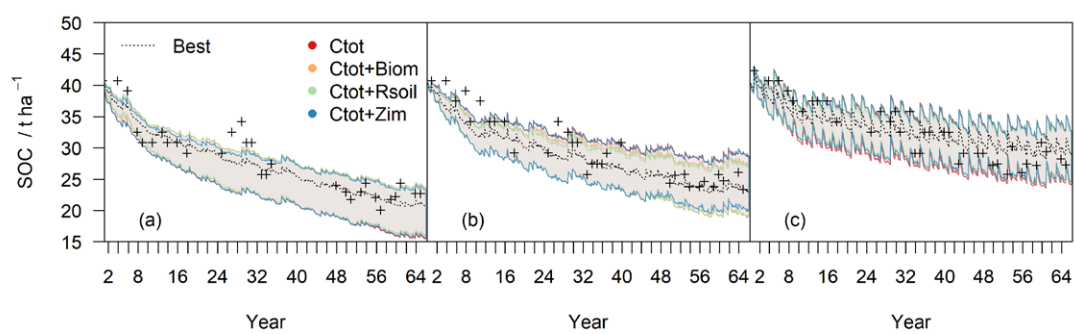 50
45
40
35
30
25
20
15
SOC / t ha⁻¹
Best
Ctot
Ctot+Biom
Ctot+Rsoil
Ctot+Zim
(a) (b) (c)
2 8 16 24 32 40 48 56 64 2 8 16 24 32 40 48 56 64 2 8 16 24 32 40 48 56 64
Year Year Year